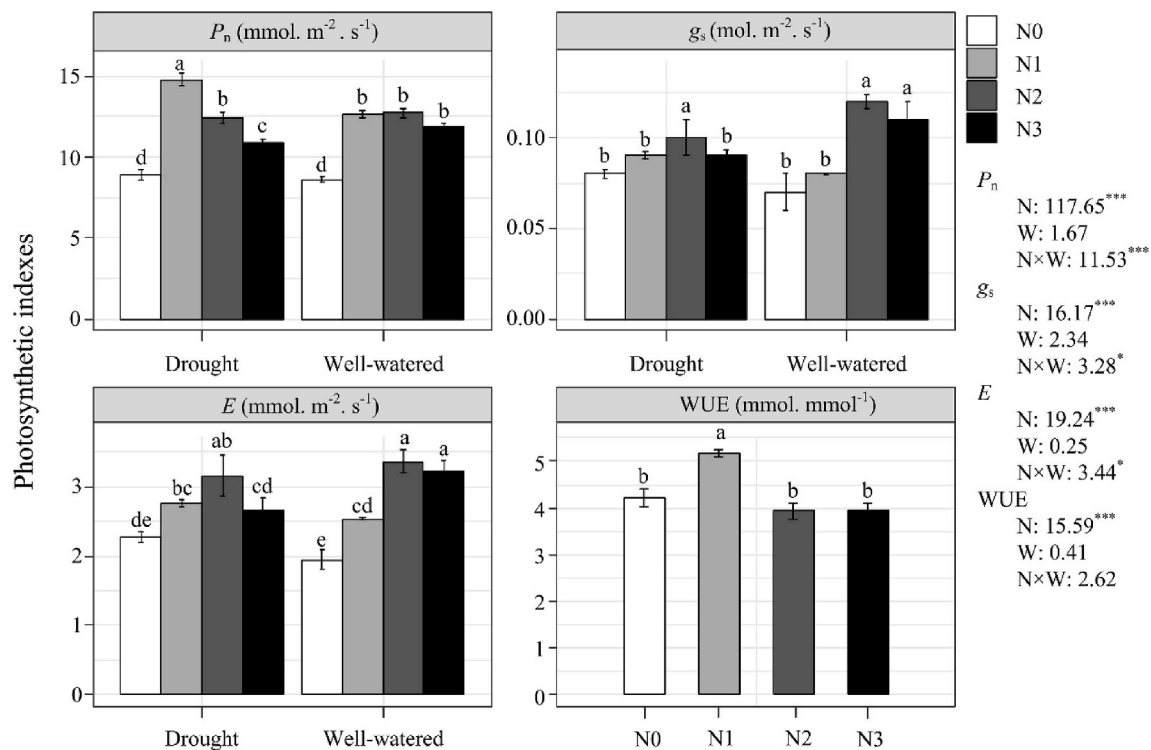 Photosynthetic indexes
Pn (mmol. m-2 . s-1)
15
10
5
0
d
a
b
c
d
b
b
b
Drought
Well-watered
gs (mol. m-2. s-1)
0.10
0.05
0.00
b
b
a
b
b
b
a
a
Drought
Well-watered
E (mmol. m-2. s-1)
3
2
1
0
de
bc
ab
cd
e
cd
a
a
Drought
Well-watered
WUE (mmol. mmol-1)
5
4
3
2
1
0
b
a
b
b
N0
N1
N2
N3
N0
N1
N2
N3
Pn
N: 117.65***
W: 1.67
N×W: 11.53***
gs
N: 16.17***
W: 2.34
N×W: 3.28*
E
N: 19.24***
W: 0.25
N×W: 3.44*
WUE
N: 15.59***
W: 0.41
N×W: 2.62